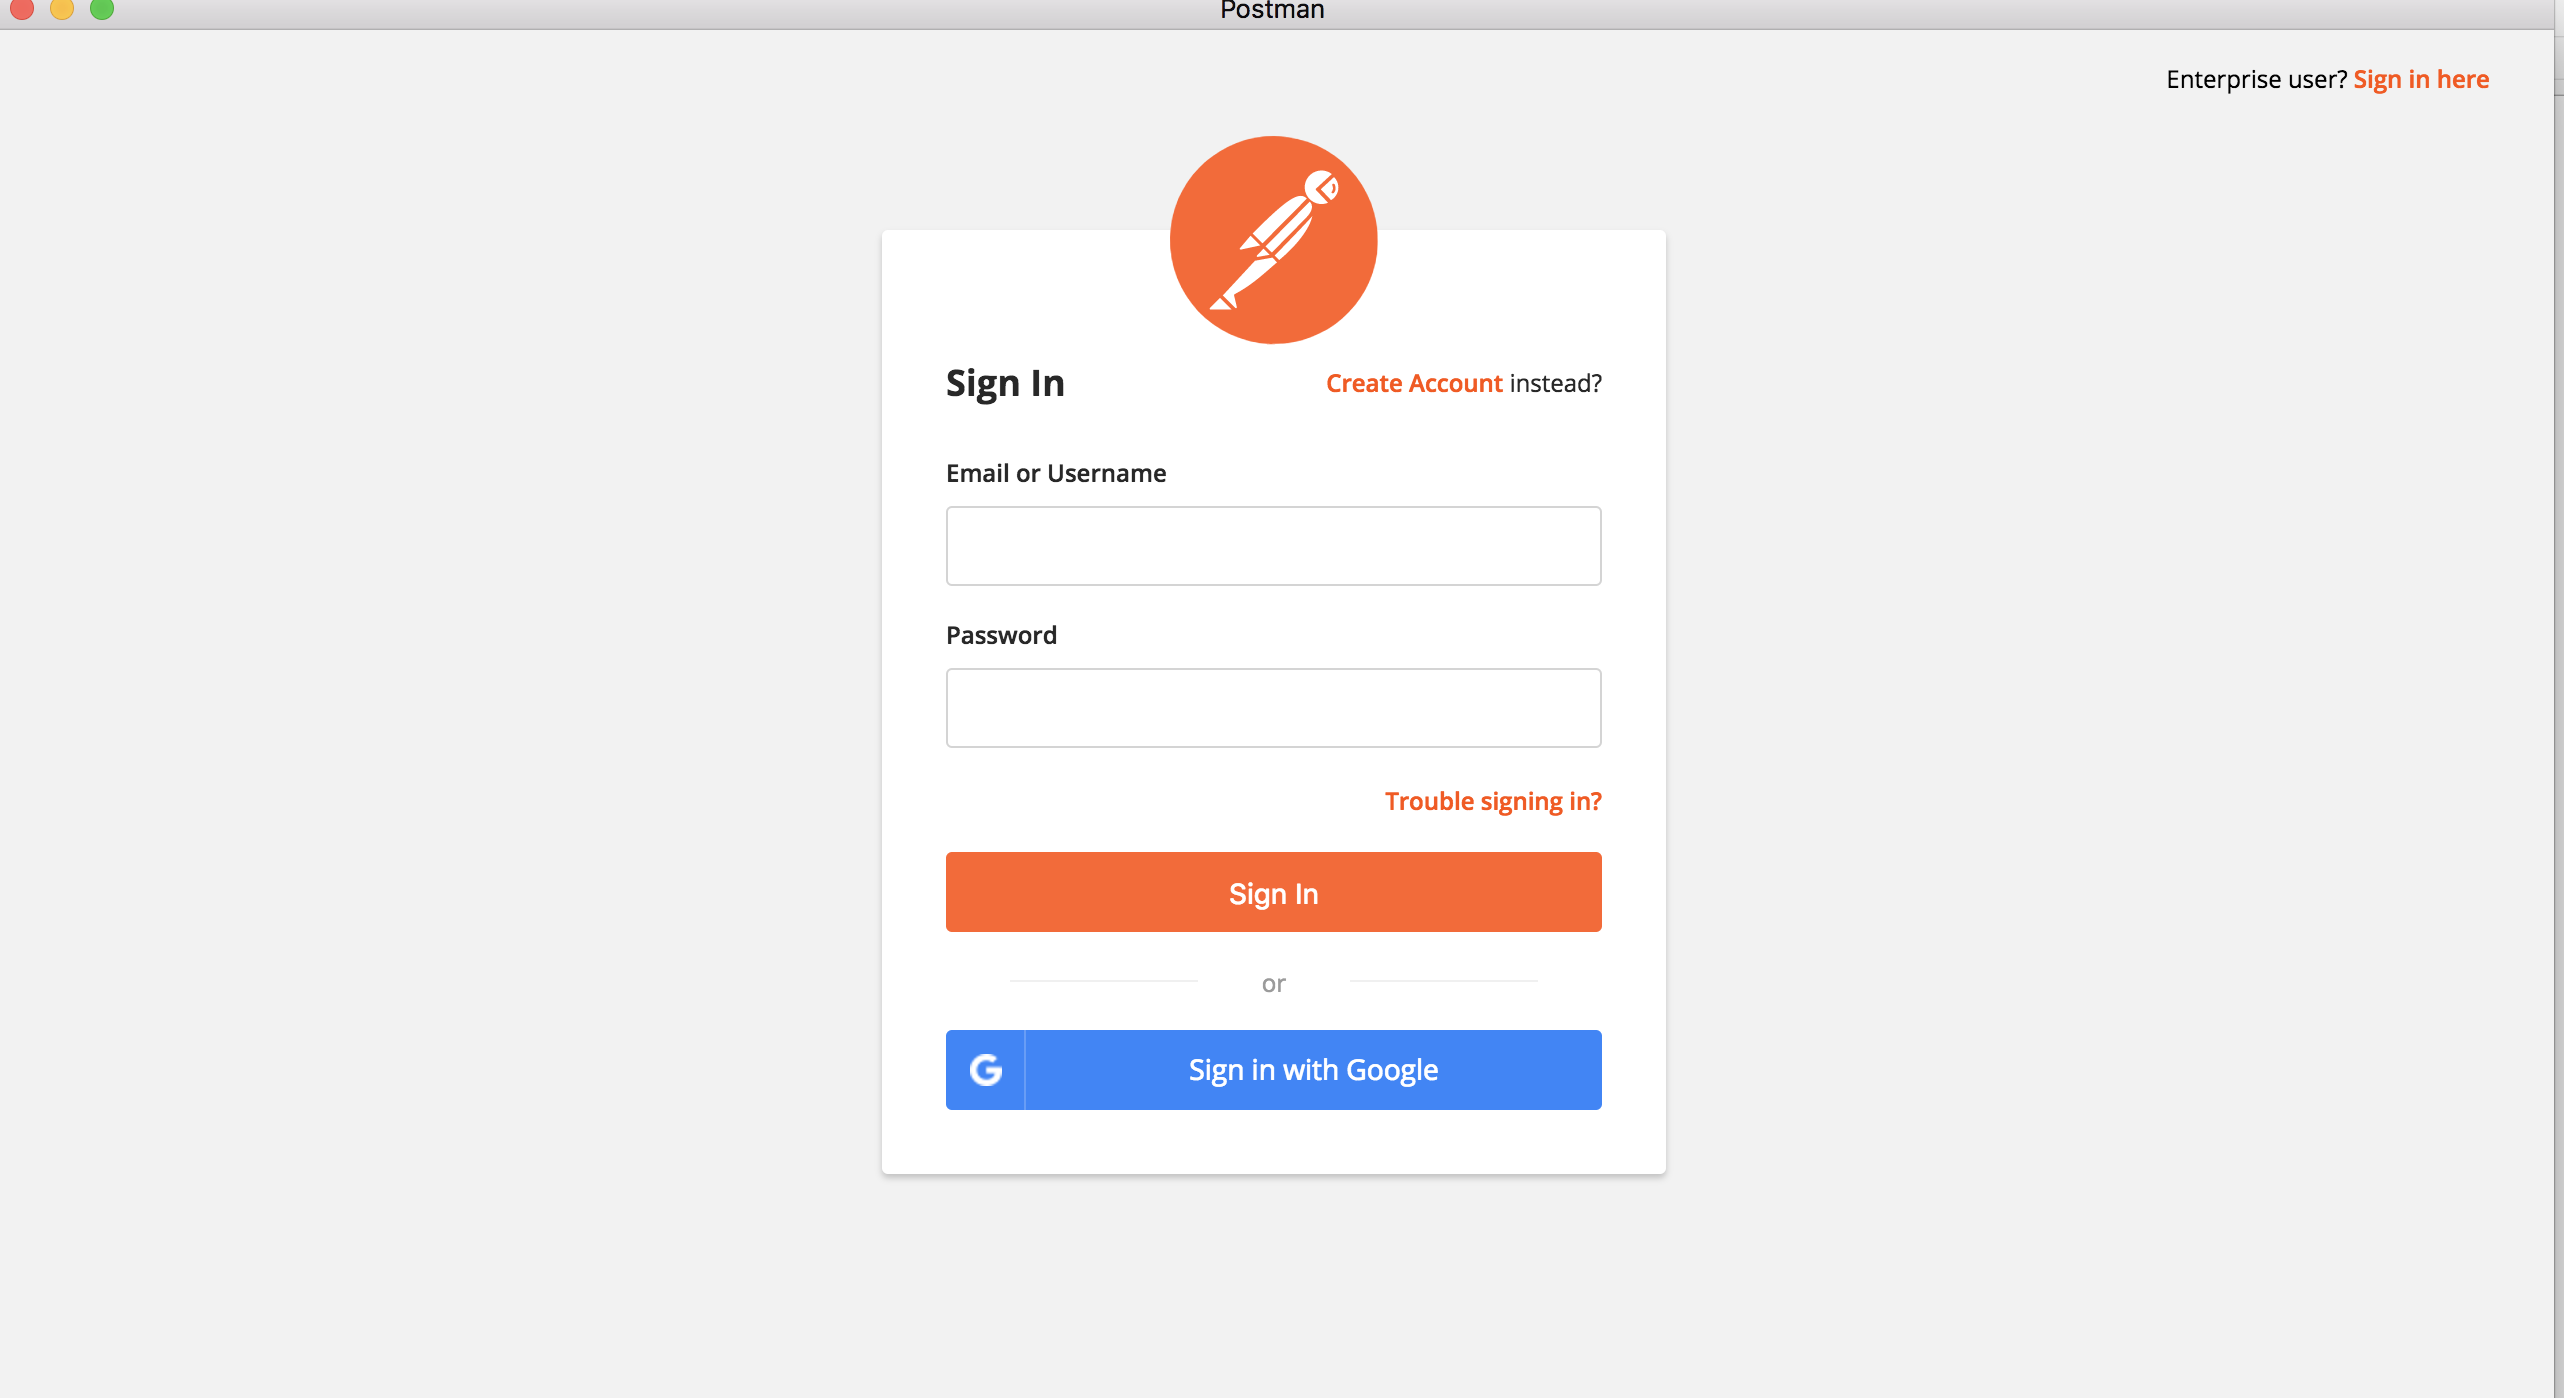 Postman
Enterprise user? Sign in here
Sign In
Create Account instead?
Email or Username
Password
Trouble signing in?
Sign In
or
G
Sign in with Google